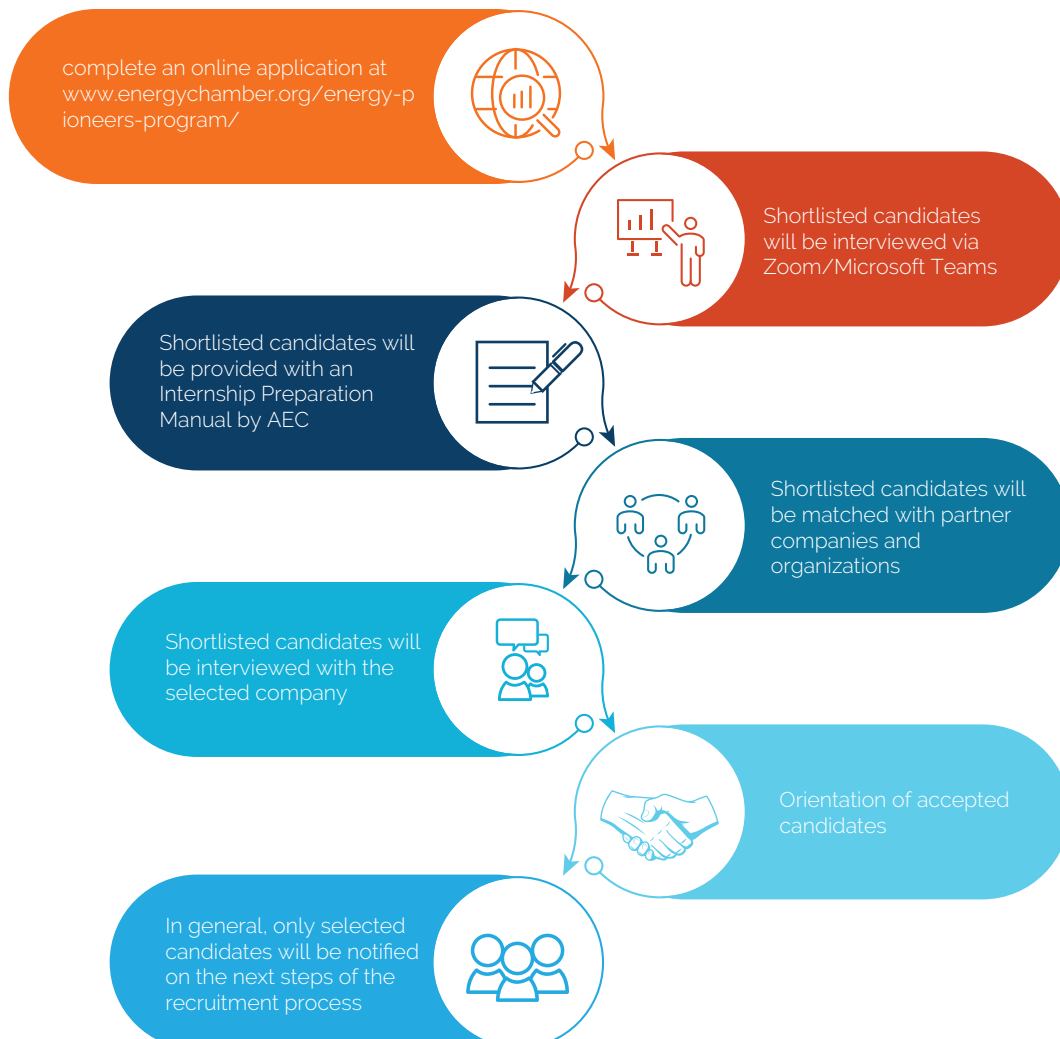 complete an online application at
www.energychamber.org/energy-p
ioneers-program/
Shortlisted candidates
will be interviewed via
Zoom/Microsoft Teams
Shortlisted candidates will
be provided with an
Internship Preparation
Manual by AEC
Shortlisted candidates will
be matched with partner
companies and
organizations
Shortlisted candidates will
be interviewed with the
selected company
Orientation of accepted
candidates
In general, only selected
candidates will be notified
on the next steps of the
recruitment process